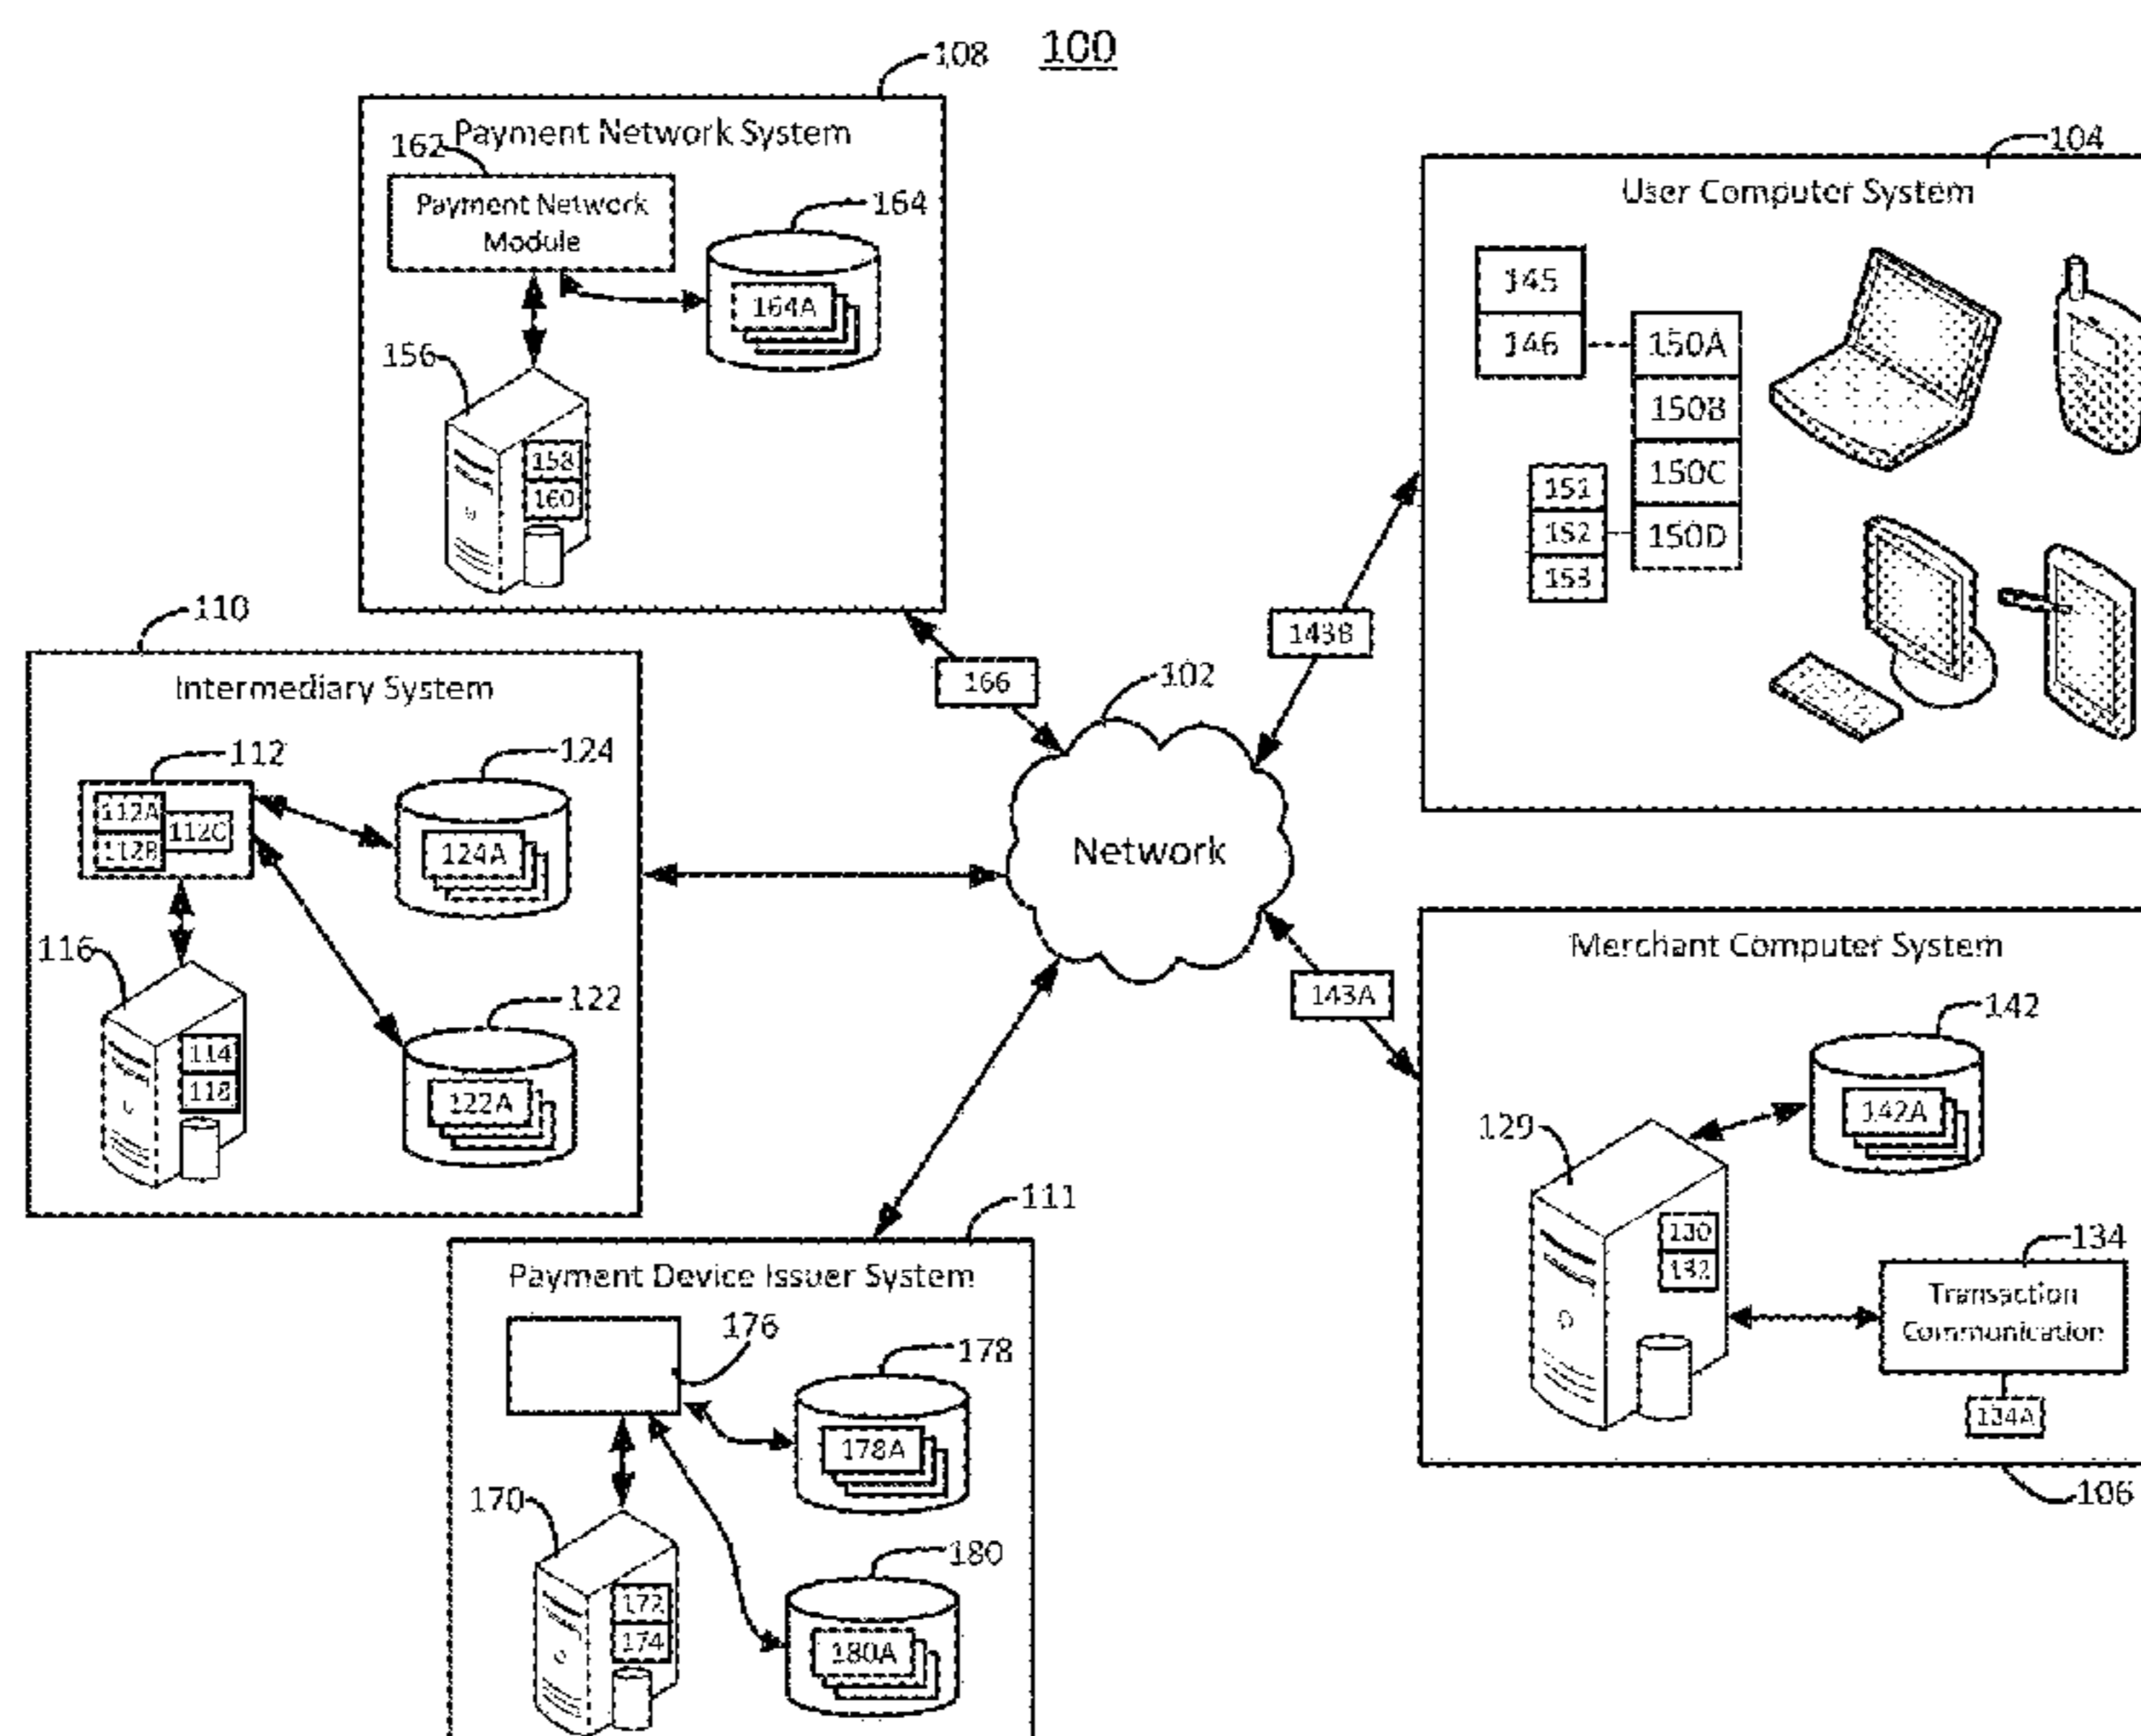 100
108
Payment Network System
162
Payment Network
Module
164
164A
156
158
160
104
User Computer System
145
146
150A
150B
150C
150D
151
152
153
143B
166
102
Network
110
Intermediary System
112
112A
112B
112C
124
124A
116
114
118
122
122A
143A
Merchant Computer System
142
142A
129
130
132
134
Transaction
Communication
134A
106
111
Payment Device Issuer System
176
178
178A
170
172
174
180
180A